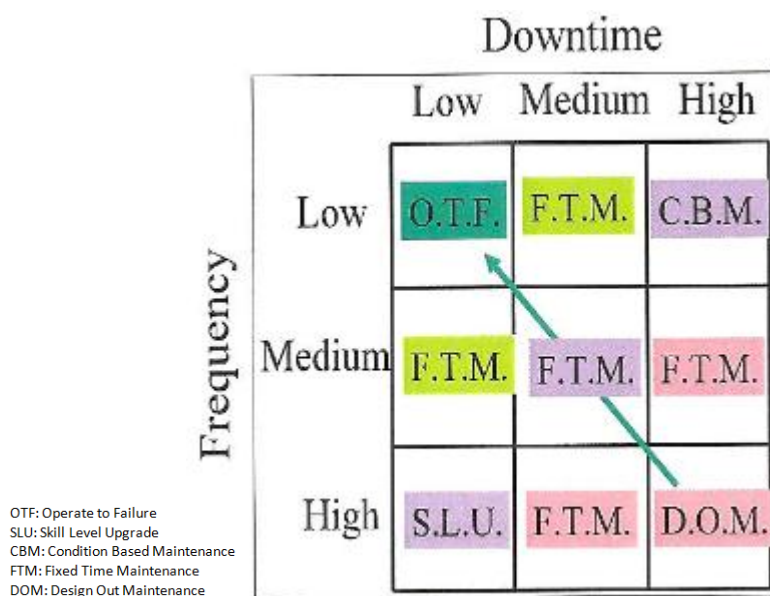 Downtime
Low Medium High
Frequency
Low O.T.F. F.T.M. C.B.M.
Medium F.T.M. F.T.M. F.T.M.
High S.L.U. F.T.M. D.O.M.
OTF: Operate to Failure
SLU: Skill Level Upgrade
CBM: Condition Based Maintenance
FTM: Fixed Time Maintenance
DOM: Design Out Maintenance